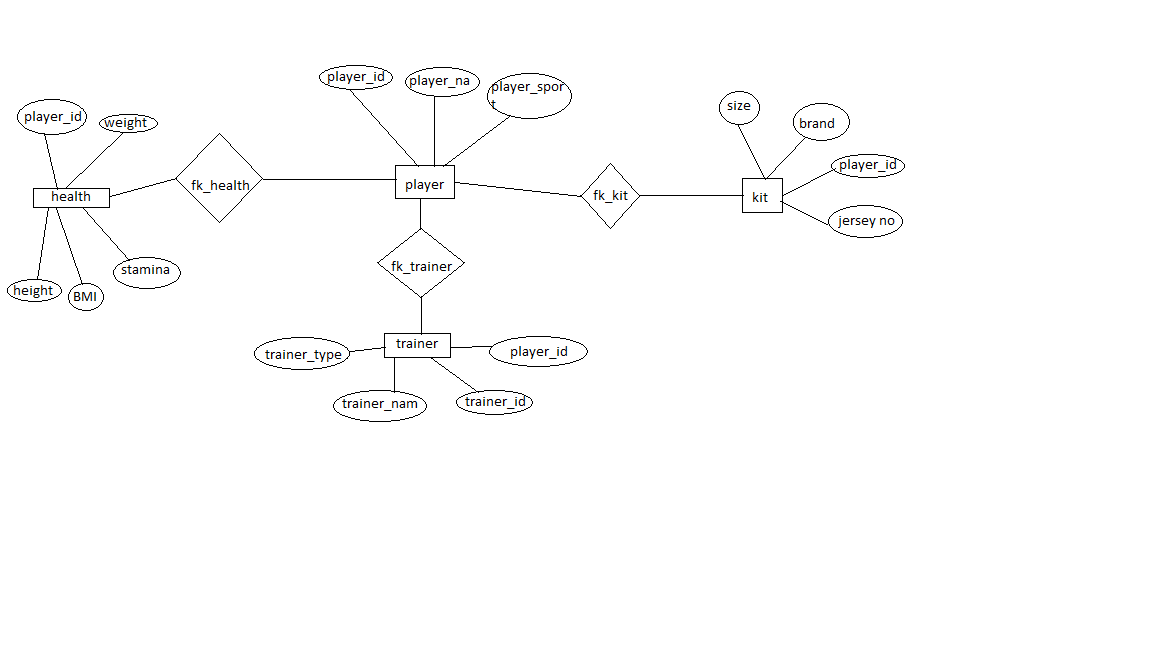 player_id
player_na
player_spor
t
player_id
weight
size
brand
player_id
fk_health
player
fk_kit
kit
health
jersey no
stamina
fk_trainer
height
BMI
trainer
trainer_type
player_id
trainer_nam
trainer_id